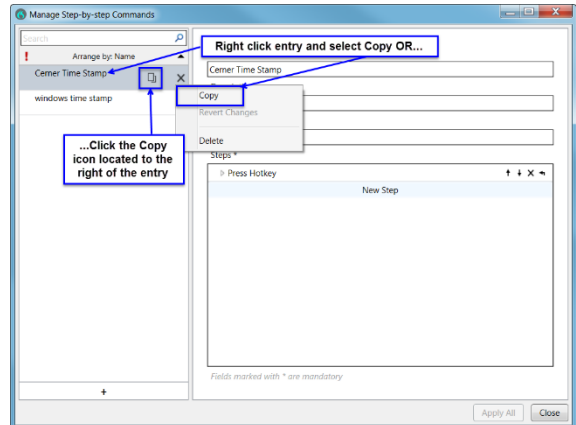 Manage Step-by-step Commands
Search
! Arrange by: Name
Cerner Time Stamp
windows time stamp
+
Right click entry and select Copy OR...
...Click the Copy
icon located to the
right of the entry
Cerner Time Stamp
Copy
Revert Changes
Delete
Steps *
Press Hotkey
New Step
Fields marked with * are mandatory
Apply All
Close